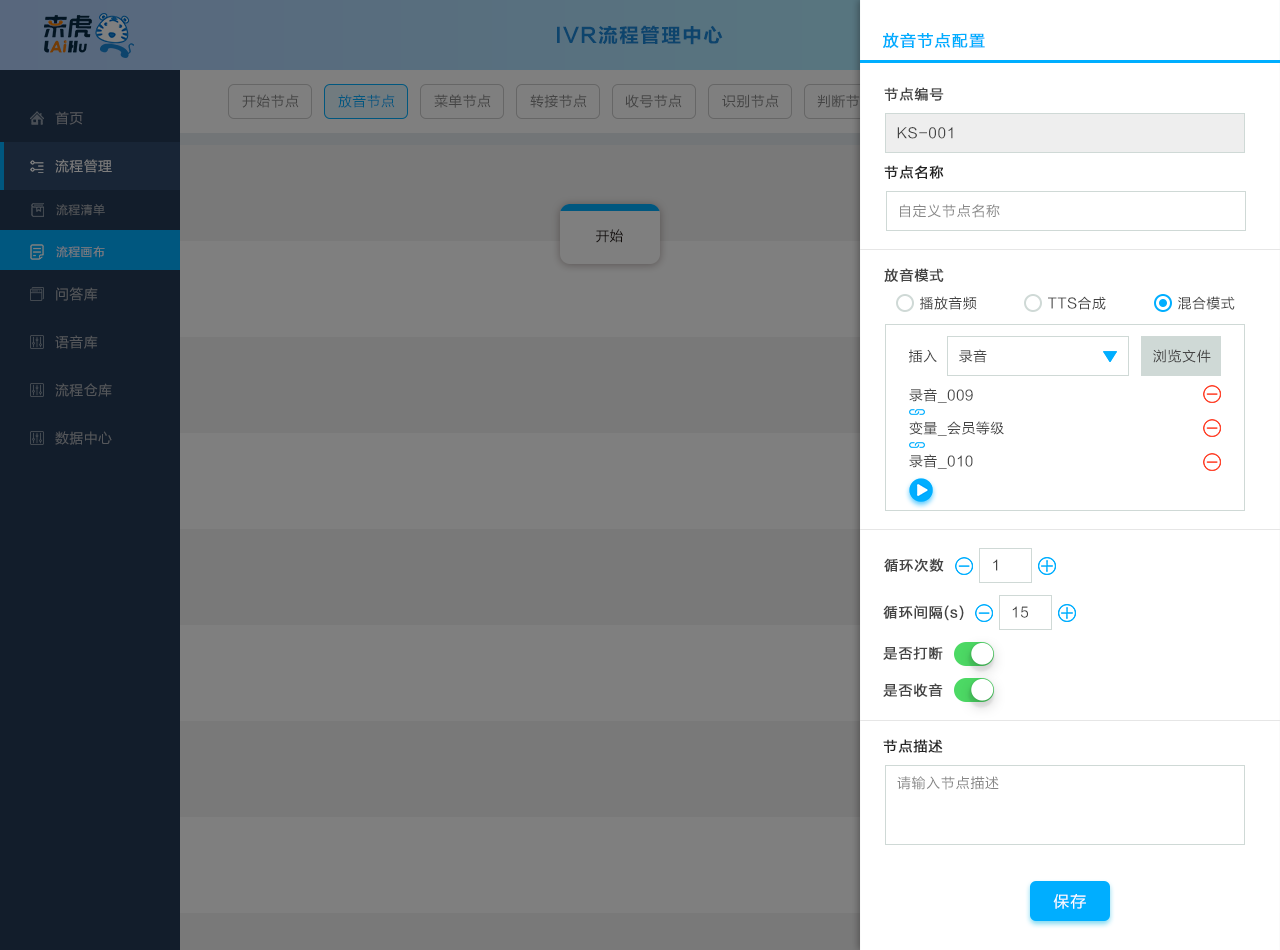 来虎
LAiHu
IVR流程管理中心
首页
流程管理
流程清单
流程画布
问答库
语音库
流程仓库
数据中心
开始节点
放音节点
菜单节点
转接节点
收号节点
识别节点
判断节
开始
放音节点配置
节点编号
KS-001
节点名称
自定义节点名称
放音模式
播放音频
TTS合成
混合模式
插入
录音
浏览文件
录音_009
变量_会员等级
录音_010
循环次数
1
循环间隔(s)
15
是否打断
是否收音
节点描述
请输入节点描述
保存